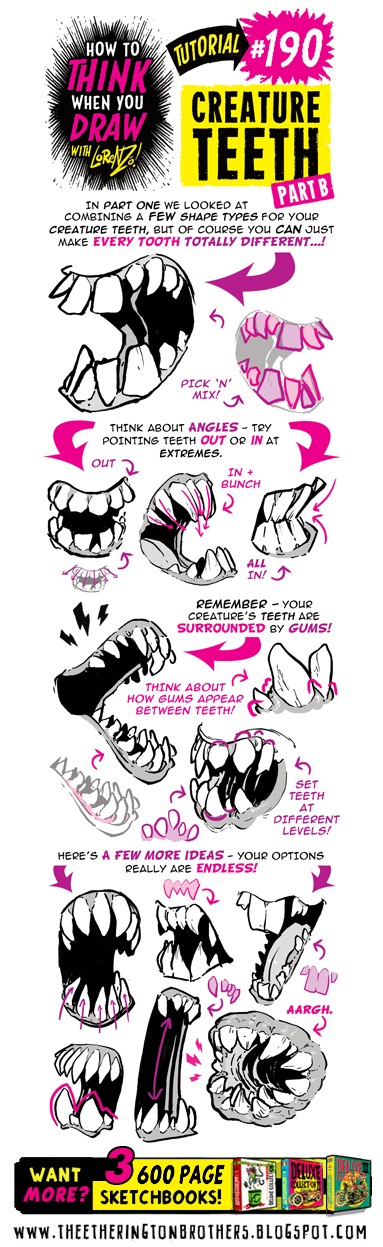 HOW TO
THINK
WHEN YOU
DRAW
WITH LORENZO!
TUTORIAL
#190
CREATURE
TEETH
PART B
IN PART ONE WE LOOKED AT
COMBINING A FEW SHAPE TYPES FOR YOUR
CREATURE TEETH, BUT OF COURSE YOU CAN JUST
MAKE EVERY TOOTH TOTALLY DIFFERENT...!
PICK 'N'
MIX!
THINK ABOUT ANGLES - TRY
POINTING TEETH OUT OR IN AT
EXTREMES.
OUT
IN +
BUNCH
ALL
IN!
REMEMBER - YOUR
CREATURE'S TEETH ARE
SURROUNDED BY GUMS!
THINK ABOUT
HOW GUMS APPEAR
BETWEEN TEETH!
SET
TEETH
AT
DIFFERENT
LEVELS!
HERE'S A FEW MORE IDEAS - YOUR OPTIONS
REALLY ARE ENDLESS!
AARGH.
WANT
MORE?
3 600 PAGE
SKETCHBOOKS!
WWW.THEETHERINGTONBROTHERS.BLOGSPOT.COM